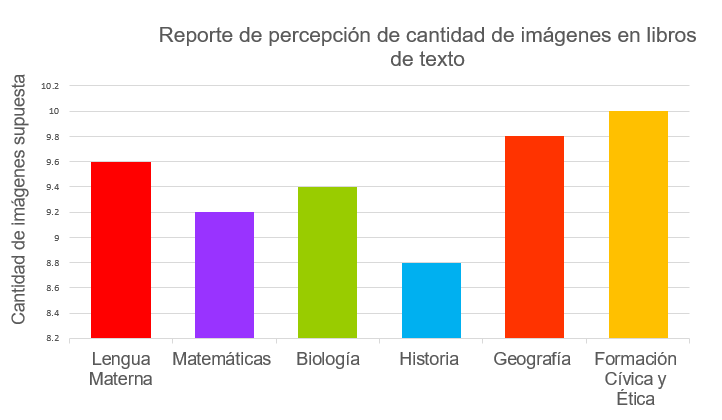 Reporte de percepción de cantidad de imágenes en libros
de texto
Cantidad de imágenes supuesta
10.2
10
9.8
9.6
9.4
9.2
9
8.8
8.6
8.4
8.2
Lengua
Materna
Matemáticas
Biología
Historia
Geografía
Formación
Cívica y
Ética